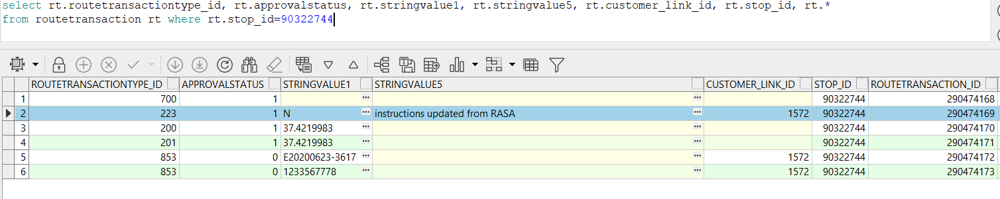 select rt.routetransactiontype_id, rt.approvalstatus, rt.stringvalue1, rt.stringvalue5, rt.customer_link_id, rt.stop_id, rt.*
from routetransaction rt where rt.stop_id=90322744
ROUTETRANSACTIONTYPE_ID APPROVALSTATUS STRINGVALUE1 STRINGVALUE5 CUSTOMER_LINK_ID STOP_ID ROUTETRANSACTION_ID
1 700 1 90322744 290474168
2 223 1 N instructions updated from RASA 1572 90322744 290474169
3 200 1 37.4219983 90322744 290474170
4 201 1 37.4219983 90322744 290474171
5 853 0 E20200623-3617 1572 90322744 290474172
6 853 0 1233567778 1572 90322744 290474173